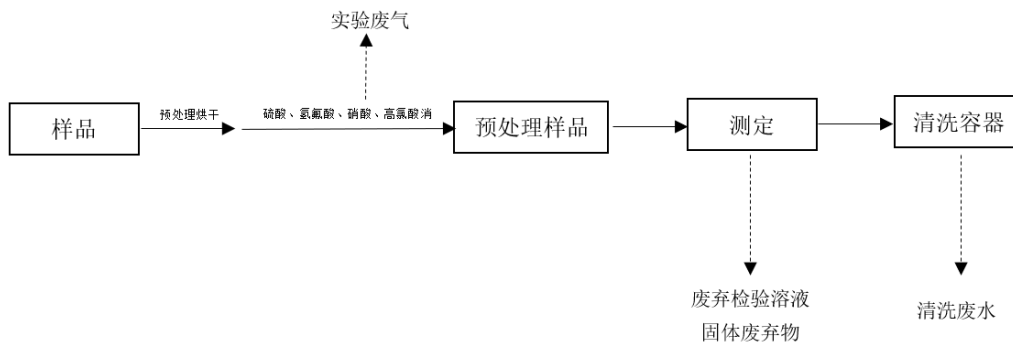 实验废气
样品
预处理烘干
硫酸、氢氟酸、硝酸、高氯酸消
预处理样品
测定
清洗容器
废弃检验溶液
固体废弃物
清洗废水